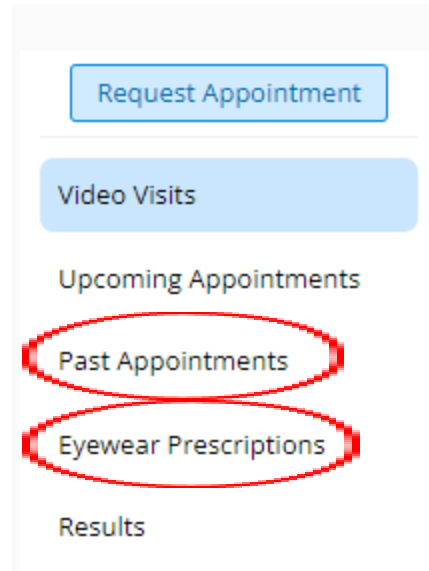 Request Appointment
Video Visits
Upcoming Appointments
Past Appointments
Eyewear Prescriptions
Results